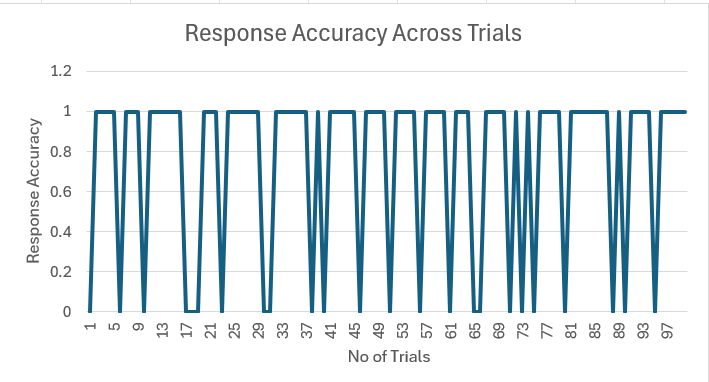 Response Accuracy Across Trials
1.2
1
0.8
0.6
0.4
0.2
0
Response Accuracy
1 5 9 13 17 21 25 29 33 37 41 45 49 53 57 61 65 69 73 77 81 85 89 93 97
No of Trials